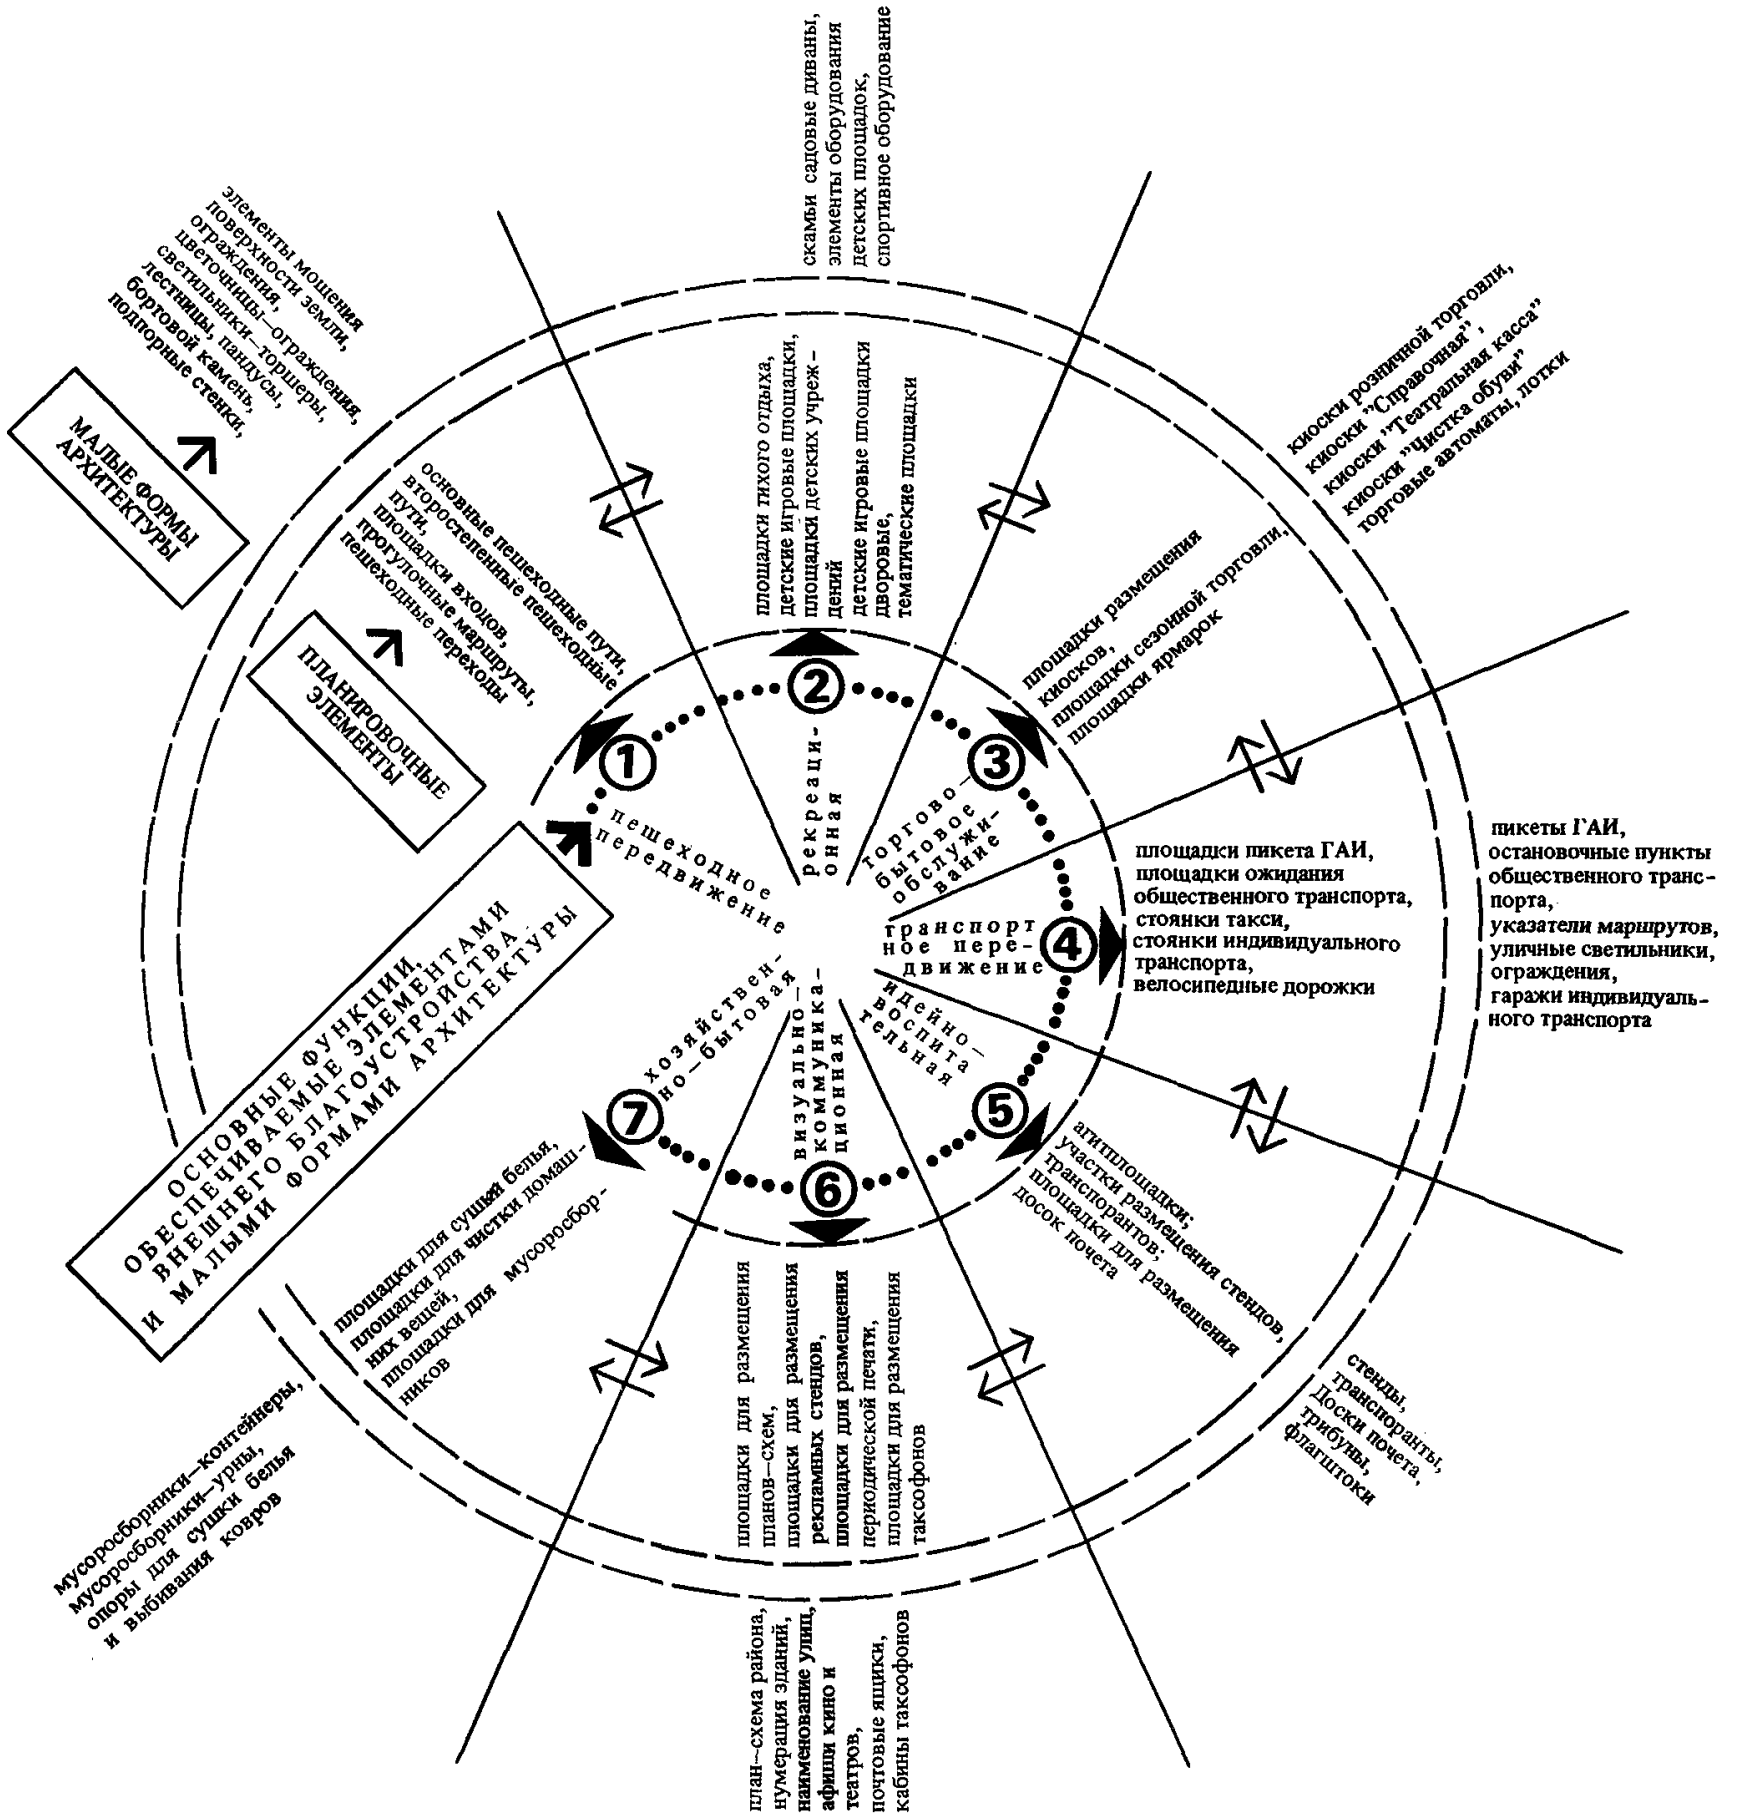 МАЛЫЕ ФОРМЫ
АРХИТЕКТУРЫ
ПЛАНИРОВОЧНЫЕ
ЭЛЕМЕНТЫ
ОСНОВНЫЕ ФУНКЦИИ,
ОБЕСПЕЧИВАЕМЫЕ ЭЛЕМЕНТАМИ
ВНЕШНЕГО БЛАГОУСТРОЙСТВА
И МАЛЫМИ ФОРМАМИ АРХИТЕКТУРЫ
1
пешеходное
передвижение
основные пешеходные пути,
второстепенные пешеходные
пути,
площадки входов,
прогулочные маршруты,
пешеходные переходы
элементы мощения
поверхности земли,
ограждения,
цветочницы—ограждения,
светильники—торшеры,
лестницы, пандусы,
бортовой камень,
подпорные стенки,
2
рекреаци-
онная
площадки тихого отдыха,
детские игровые площадки,
площадки детских учреж-
дений
детские игровые площадки
дворовые,
тематические площадки
скамьи садовые диваны,
элементы оборудования
детских площадок,
спортивное оборудование
3
торгово—
бытовое
обслужи-
вание
площадки размещения
киосков,
площадки сезонной торговли,
площадки ярмарок
киоски розничной торговли,
киоски "Справочная",
киоски "Театральная касса"
киоски "Чистка обуви"
торговые автоматы, лотки
4
транспорт
ное пере-
движение
площадки пикета ГАИ,
площадки ожидания
общественного транспорта,
стоянки такси,
стоянки индивидуального
транспорта,
велосипедные дорожки
пикеты ГАИ,
остановочные пункты
общественного транс-
порта,
указатели маршрутов,
уличные светильники,
ограждения,
гаражи индивидуаль-
ного транспорта
5
идейно—
воспита
тельная
агитплощадки;
участки размещения стендов,
транспорантов;
площадки для размещения
досок почета
стенды,
транспоранты,
Доски почета,
трибуны,
флагштоки
6
визуально—
коммуника-
ционная
площадки для размещения
планов—схем,
площадки для размещения
рекламных стендов,
площадки для размещения
периодической печати,
площадки для размещения
таксофонов
план—схема района,
нумерация зданий,
наименование улиц,
афиши кино и
театров,
почтовые ящики,
кабины таксофонов
7
хозяйствен-
но—бытовая
площадки для сушки белья,
площадки для чистки домаш-
них вещей,
площадки для мусоросбор-
ников
мусоросборники—контейнеры,
мусоросборники—урны,
опоры для сушки белья
и выбивания ковров